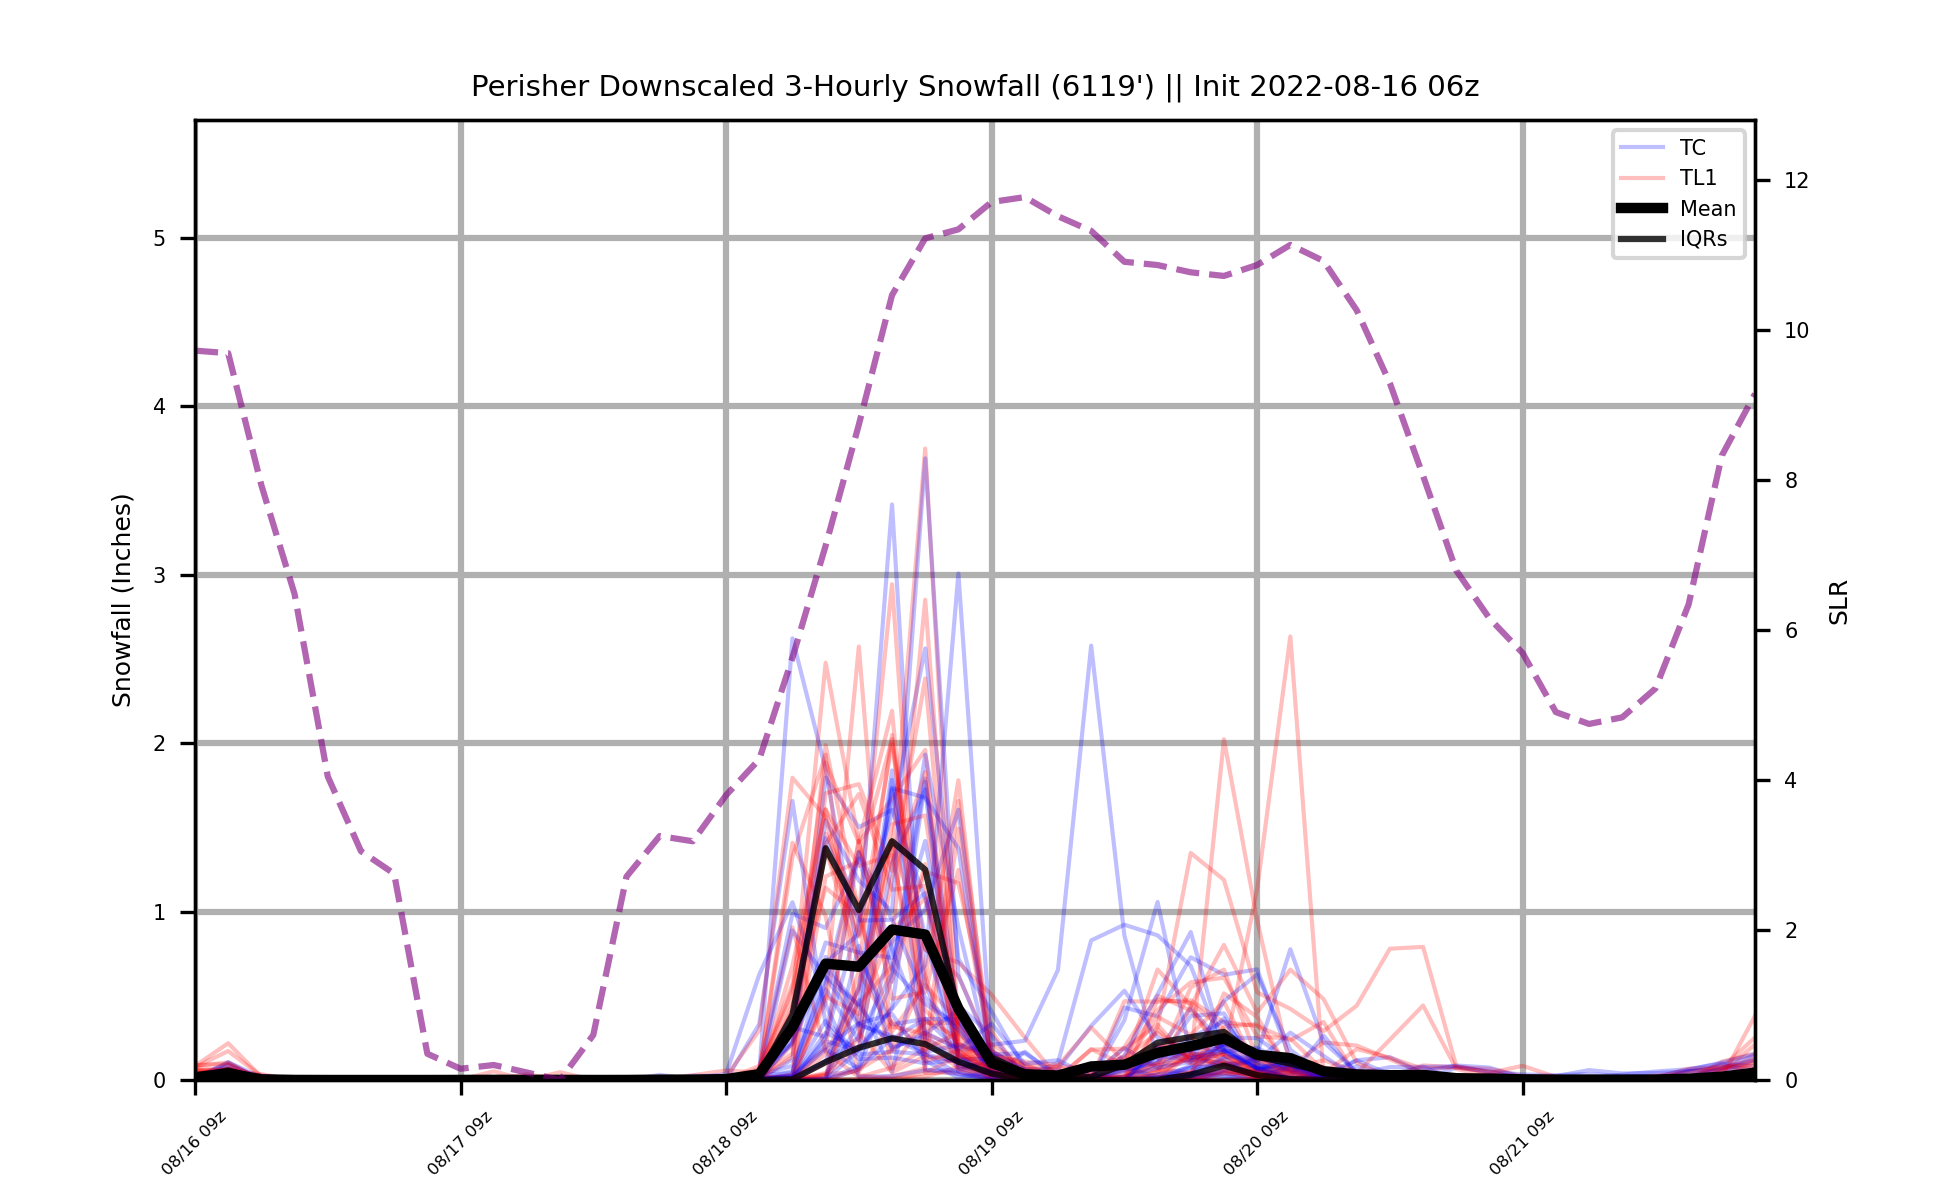 Perisher Downscaled 3-Hourly Snowfall (6119') || Init 2022-08-16 06z
TC
TL1
Mean
IQRs
Snowfall (Inches)
5
4
3
2
1
0
SLR
12
10
8
6
4
2
0
08/16 09z
08/17 09z
08/18 09z
08/19 09z
08/20 09z
08/21 09z